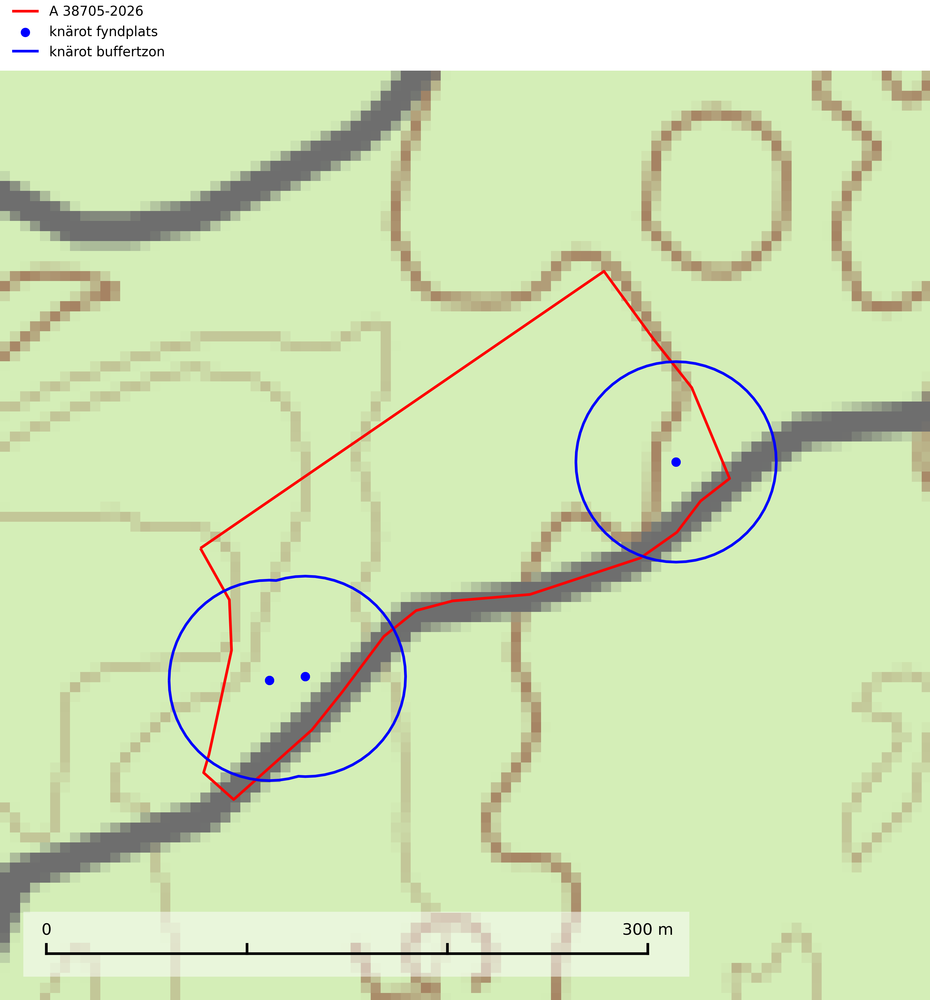 A 38705-2026
knärot fyndplats
knärot buffertzon
0 300 m